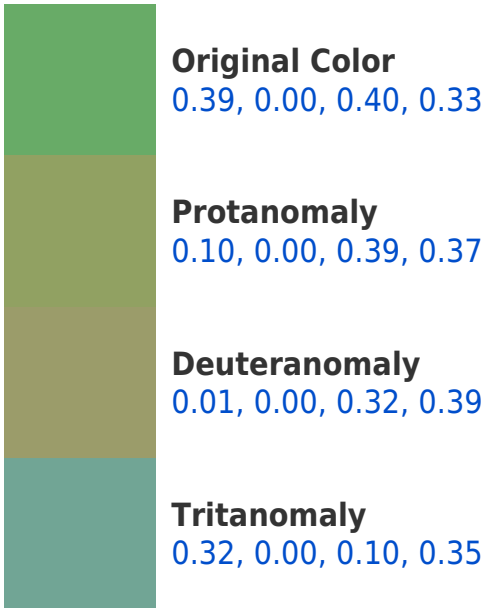 Original Color
0.39, 0.00, 0.40, 0.33
Protanomaly
0.10, 0.00, 0.39, 0.37
Deuteranomaly
0.01, 0.00, 0.32, 0.39
Tritanomaly
0.32, 0.00, 0.10, 0.35